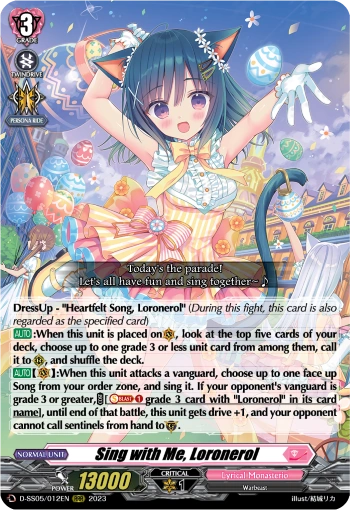 3
GRADE
TWINDRIVE
PERSONA RIDE
Today's the parade!
Let's all have fun and sing together~♪
DressUp - "Heartfelt Song, Loronerol" (During this fight, this card is also
regarded as the specified card)
AUTO:When this unit is placed on, look at the top five cards of your
deck, choose up to one grade 3 or less unit card from among them, call
it to, and shuffle the deck.
AUTO[]:When this unit attacks a vanguard, choose up to one face up
Song from your order zone, and sing it. If your opponent's vanguard is
grade 3 or greater, [-1 grade 3 card with "Loronerol" in its card
name], until end of that battle, this unit gets drive +1, and your opponent
cannot call sentinels from hand to.
NORMAL UNIT
Sing with Me, Loronerol
POWER 13000
CRITICAL
1
Lyrical Monasterio
Warbeast
D-SS05/012EN RRR 2023
illust/結城リカ